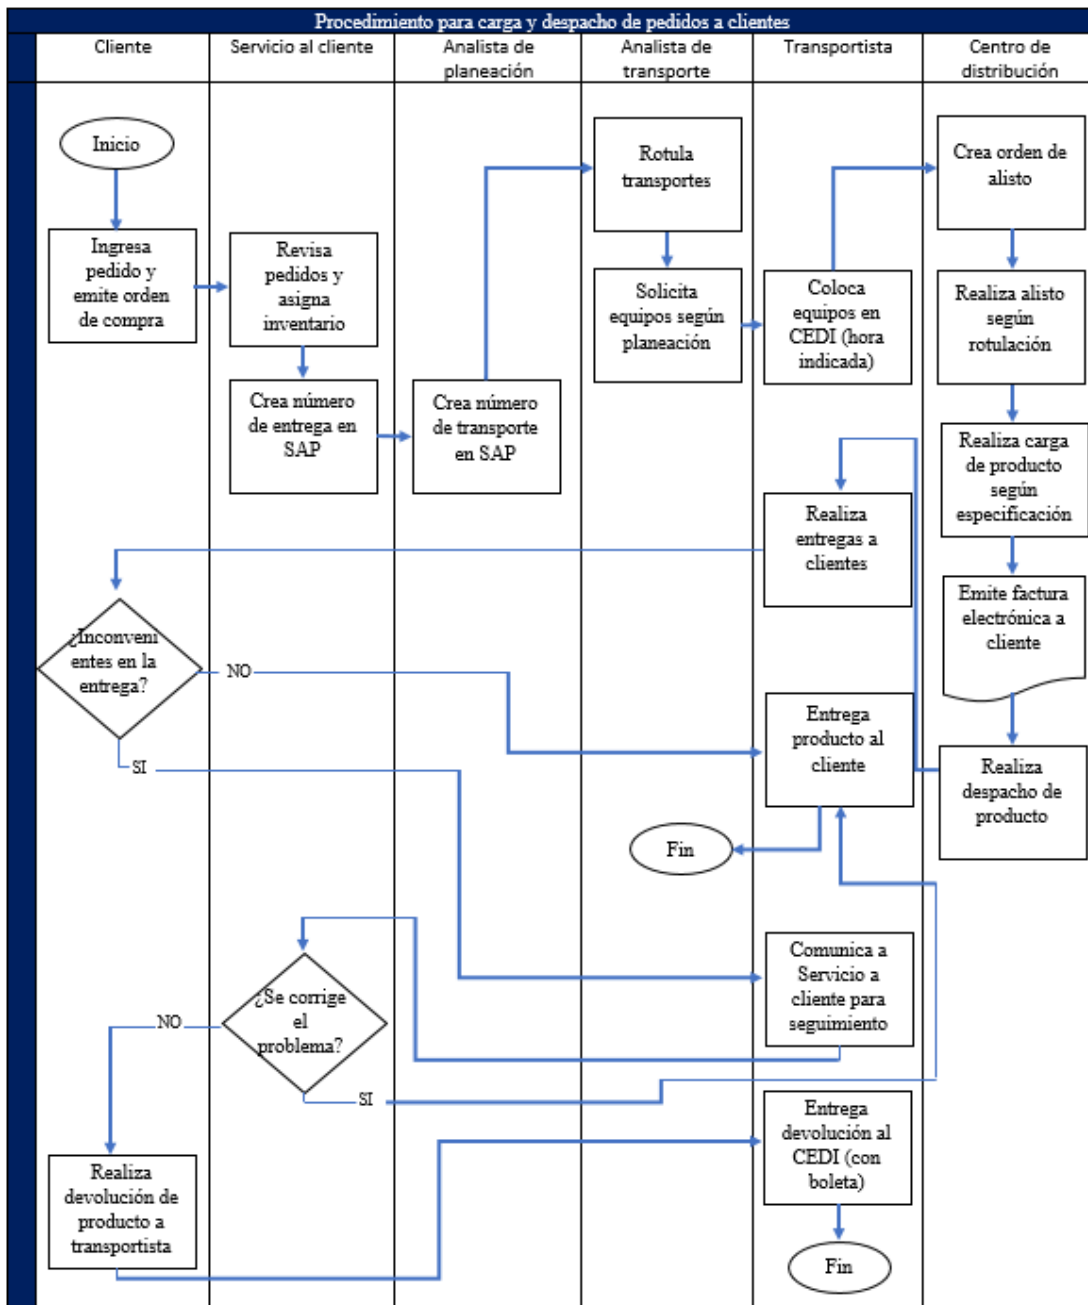 Procedimiento para carga y despacho de pedidos a clientes
Cliente
Servicio al cliente
Analista de
planeación
Analista de
transporte
Transportista
Centro de
distribución
Inicio
Ingresa
pedido y
emite orden
de compra
Revisa
pedidos y
asigna
inventario
Crea número
de entrega en
SAP
Crea número
de transporte
en SAP
Rotula
transportes
Solicita
equipos según
planeación
Coloca
equipos en
CEDI (hora
indicada)
Crea orden de
alisto
Realiza alisto
según
rotulación
Realiza carga
de producto
según
especificación
Emite factura
electrónica a
cliente
Realiza
despacho de
producto
Realiza
entregas a
clientes
¿Inconveni
entes en la
entrega?
NO
SI
Entrega
producto al
cliente
Fin
Comunica a
Servicio a
cliente para
seguimiento
¿Se corrige
el
problema?
NO
SI
Realiza
devolución de
producto a
transportista
Entrega
devolución al
CEDI (con
boleta)
Fin